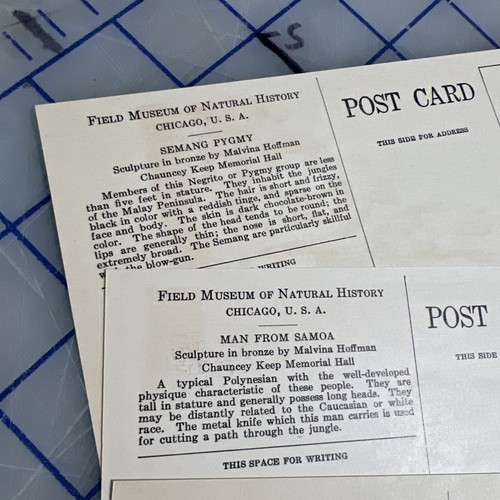 FIELD MUSEUM OF NATURAL HISTORY
CHICAGO, U. S. A.
SEMANG PYGMY
Sculpture in bronze by Malvina Hoffman
Chauncey Keep Memorial Hall
Members of this Negrito or Pygmy group are less
than five feet in stature. They inhabit the jungles
of the Malay Peninsula. The hair is short and frizzy,
black in color with a reddish tinge, and sparse on the
face and body. The skin is dark chocolate-brown in
color. The shape of the head tends to be round; the
lips are generally thin; the nose is short, flat, and
extremely broad. The Semang are particularly skillful
the blow-gun.
WRITING
POST CARD
THIS SIDE FOR ADDRESS
FIELD MUSEUM OF NATURAL HISTORY
CHICAGO, U. S. A.
MAN FROM SAMOA
Sculpture in bronze by Malvina Hoffman
Chauncey Keep Memorial Hall
A typical Polynesian with the well-developed
physique characteristic of these people. They are
tall in stature and generally possess long heads. They
may be distantly related to the Caucasian or white
race. The metal knife which this man carries is used
for cutting a path through the jungle.
THIS SPACE FOR WRITING
POST
THIS SIDE